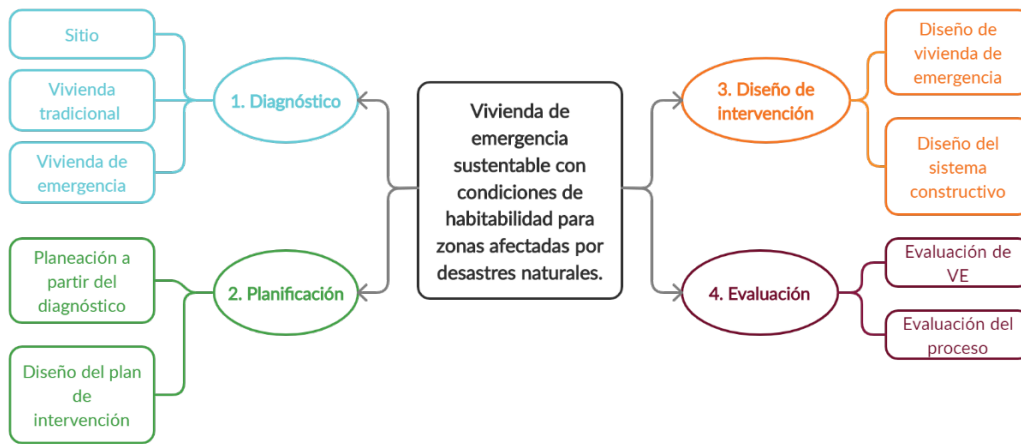 Sitio
Vivienda
tradicional
Vivienda de
emergencia
1. Diagnóstico
Planeación a
partir del
diagnóstico
Diseño del plan
de
intervención
2. Planificación
Vivienda de
emergencia
sustentable con
condiciones de
habitabilidad para
zonas afectadas por
desastres naturales.
3. Diseño de
intervención
Diseño de
vivienda de
emergencia
Diseño del
sistema
constructivo
4. Evaluación
Evaluación de
VE
Evaluación del
proceso